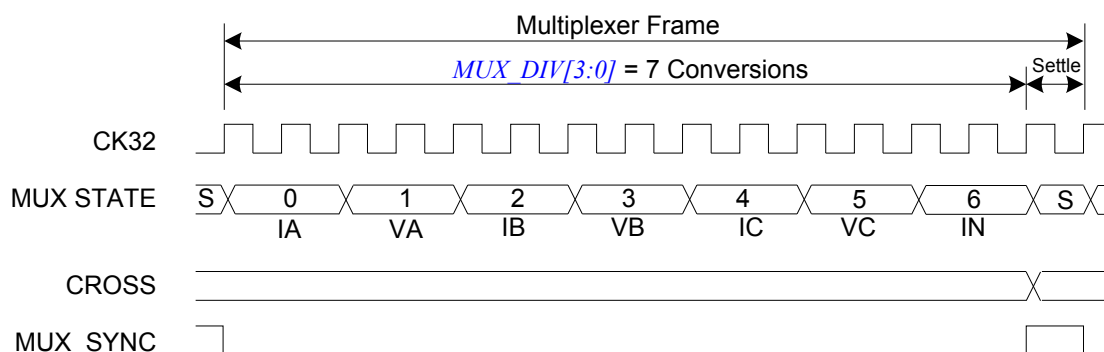 Multiplexer Frame
MUX_DIV[3:0] = 7 Conversions
Settle
CK32
MUX STATE
S 0 1 2 3 4 5 6 S
IA VA IB VB IC VC IN
CROSS
MUX_SYNC